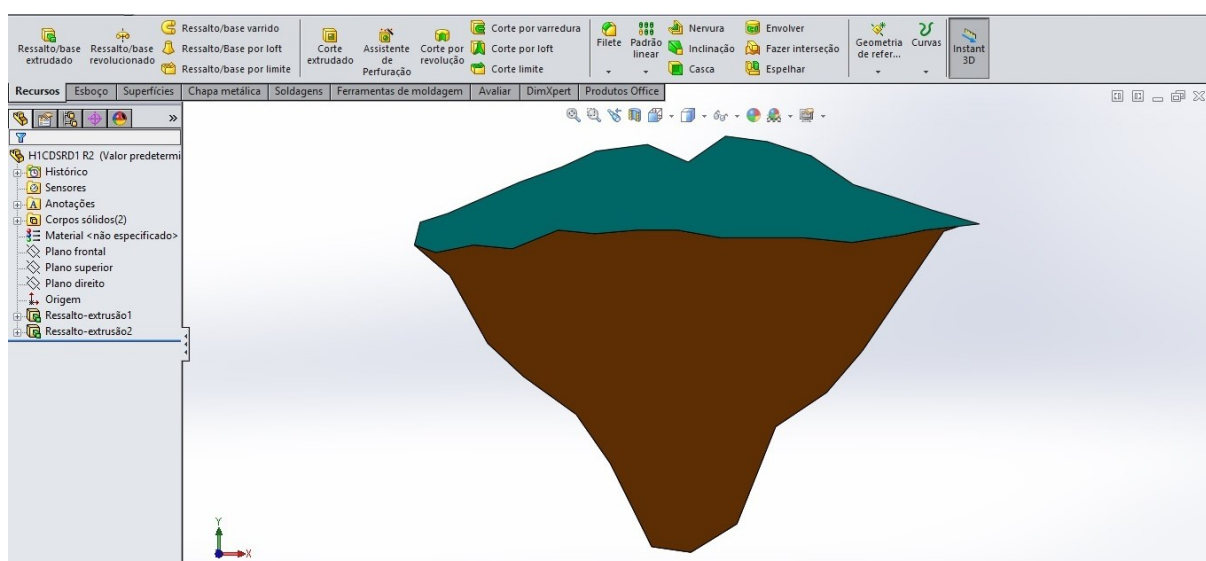 Ressalto/base extrudado
Ressalto/base revolucionado
Ressalto/base varrido
Ressalto/Base por loft
Ressalto/base por limite
Corte extrudado
Assistente de Perfuração
Corte por revolução
Corte por varredura
Corte por loft
Corte limite
Filete
Padrão linear
Nervura
Inclinação
Casca
Envolver
Fazer interseção
Espelhar
Geometria de refer...
Curvas
Instant 3D
Recursos Esboço Superfícies Chapa metálica Soldagens Ferramentas de moldagem Avaliar DimXpert Produtos Office
»
H1CDSRD1 R2 (Valor predetermi
Histórico
Sensores
A Anotações
Corpos sólidos(2)
Material <não especificado>
Plano frontal
Plano superior
Plano direito
Origem
Ressalto-extrusão1
Ressalto-extrusão2
Y
X